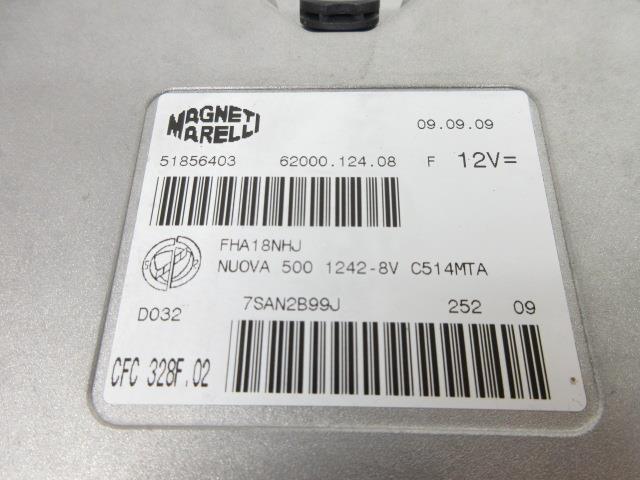 MAGNETI
MARELLI
09.09.09
51856403 62000.124.08 F 12V=
FHA18NHJ
NUOVA 500 1242-8V C514MTA
D032 7SAN2B99J 252 09
CFC 328F.02